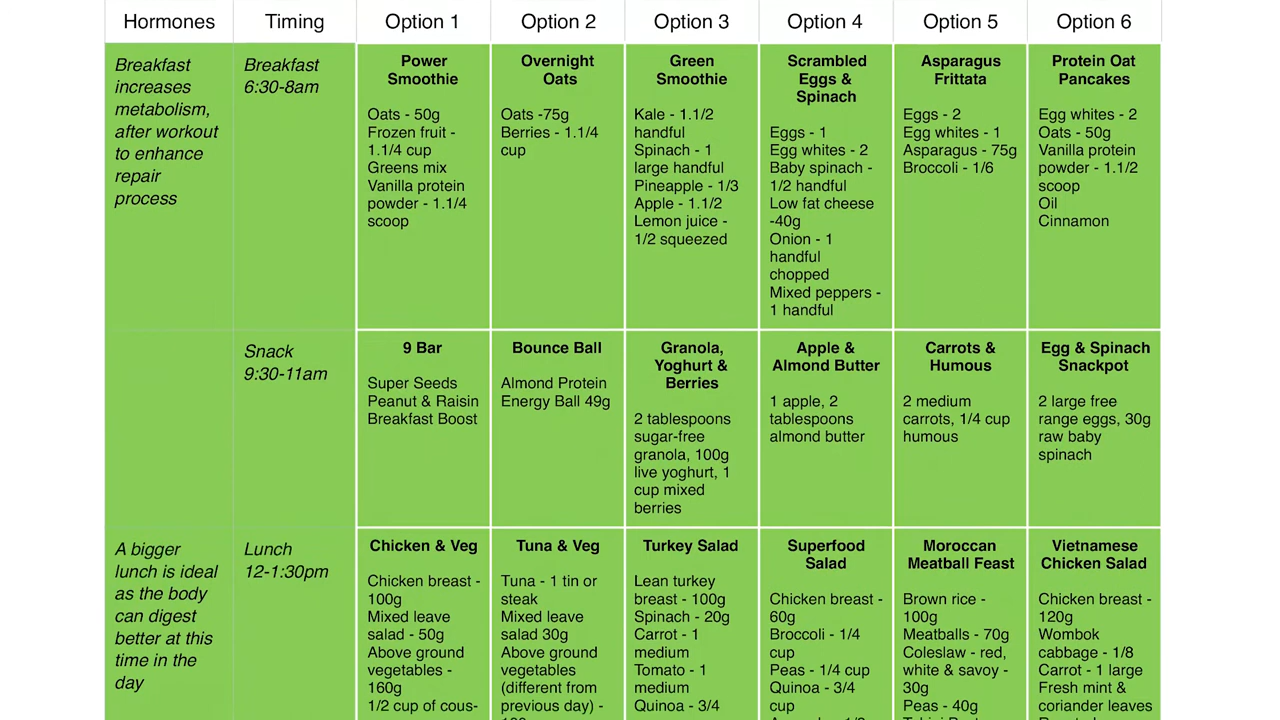 Hormones
Timing
Option 1
Option 2
Option 3
Option 4
Option 5
Option 6
Breakfast
increases
metabolism,
after workout
to enhance
repair
process
Breakfast
6:30-8am
Power
Smoothie
Oats - 50g
Frozen fruit -
1.1/4 cup
Greens mix
Vanilla protein
powder - 1.1/4
scoop
Overnight
Oats
Oats -75g
Berries - 1.1/4
cup
Green
Smoothie
Kale - 1.1/2
handful
Spinach - 1
large handful
Pineapple - 1/3
Apple - 1.1/2
Lemon juice -
1/2 squeezed
Scrambled
Eggs &
Spinach
Eggs - 1
Egg whites - 2
Baby spinach -
1/2 handful
Low fat cheese
-40g
Onion - 1
handful
chopped
Mixed peppers -
1 handful
Asparagus
Frittata
Eggs - 2
Egg whites - 1
Asparagus - 75g
Broccoli - 1/6
Protein Oat
Pancakes
Egg whites - 2
Oats - 50g
Vanilla protein
powder - 1.1/2
scoop
Oil
Cinnamon
Snack
9:30-11am
9 Bar
Super Seeds
Peanut & Raisin
Breakfast Boost
Bounce Ball
Almond Protein
Energy Ball 49g
Granola,
Yoghurt &
Berries
2 tablespoons
sugar-free
granola, 100g
live yoghurt, 1
cup mixed
berries
Apple &
Almond Butter
1 apple, 2
tablespoons
almond butter
Carrots &
Humous
2 medium
carrots, 1/4 cup
humous
Egg & Spinach
Snackpot
2 large free
range eggs, 30g
raw baby
spinach
A bigger
lunch is ideal
as the body
can digest
better at this
time in the
day
Lunch
12-1:30pm
Chicken & Veg
Chicken breast -
100g
Mixed leave
salad - 50g
Above ground
vegetables -
160g
1/2 cup of cous-
Tuna & Veg
Tuna - 1 tin or
steak
Mixed leave
salad 30g
Above ground
vegetables
(different from
previous day) -
Turkey Salad
Lean turkey
breast - 100g
Spinach - 20g
Carrot - 1
medium
Tomato - 1
medium
Quinoa - 3/4
Superfood
Salad
Chicken breast -
60g
Broccoli - 1/4
cup
Peas - 1/4 cup
Quinoa - 3/4
cup
Moroccan
Meatball Feast
Brown rice -
100g
Meatballs - 70g
Coleslaw - red,
white & savoy -
30g
Peas - 40g
Vietnamese
Chicken Salad
Chicken breast -
120g
Wombok
cabbage - 1/8
Carrot - 1 large
Fresh mint &
coriander leaves